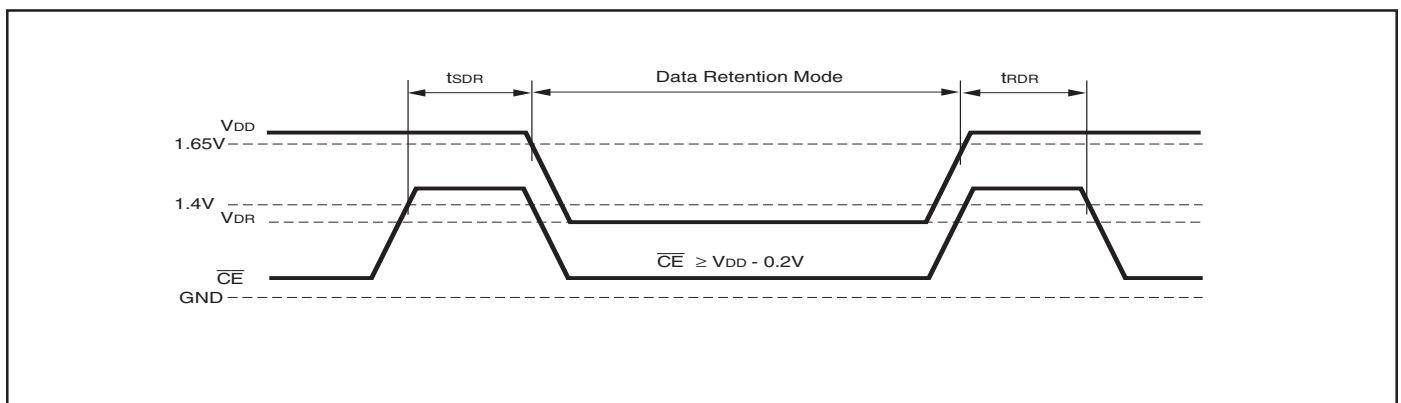 tSDR Data Retention Mode tRDR
VDD
1.65V
1.4V
VDR
CE ≥ VDD - 0.2V
CE
GND